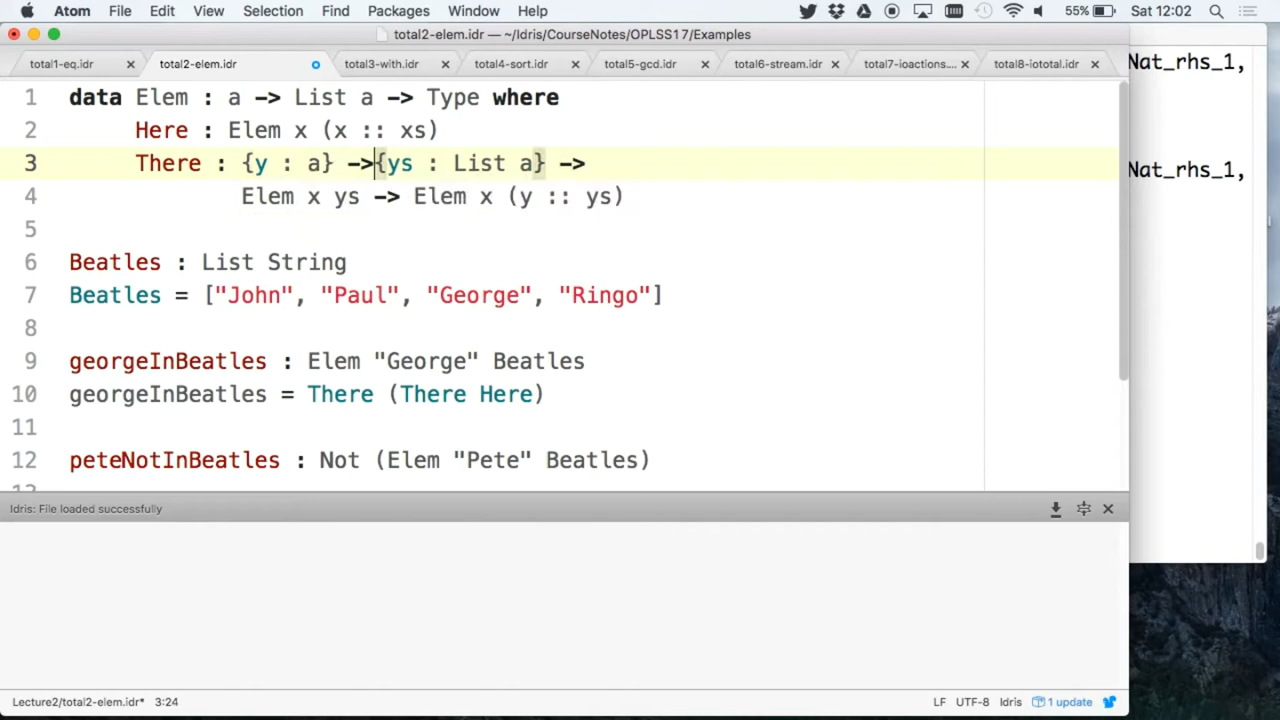 Atom File Edit View Selection Find Packages Window Help 55% Sat 12:02
total2-elem.idr — ~/Idris/CourseNotes/OPLSS17/Examples
total1-eq.idr total2-elem.idr total3-with.idr total4-sort.idr total5-gcd.idr total6-stream.idr total7-ioactions.... total8-iototal.idr
Nat_rhs_1,
1 data Elem : a -> List a -> Type where
2 Here : Elem x (x :: xs)
3 There : {y : a} ->{ys : List a} ->
Nat_rhs_1,
4 Elem x ys -> Elem x (y :: ys)
5
6 Beatles : List String
7 Beatles = ["John", "Paul", "George", "Ringo"]
8
9 georgeInBeatles : Elem "George" Beatles
10 georgeInBeatles = There (There Here)
11
12 peteNotInBeatles : Not (Elem "Pete" Beatles)
Idris: File loaded successfully
Lecture2/total2-elem.idr* 3:24 LF UTF-8 Idris 1 update